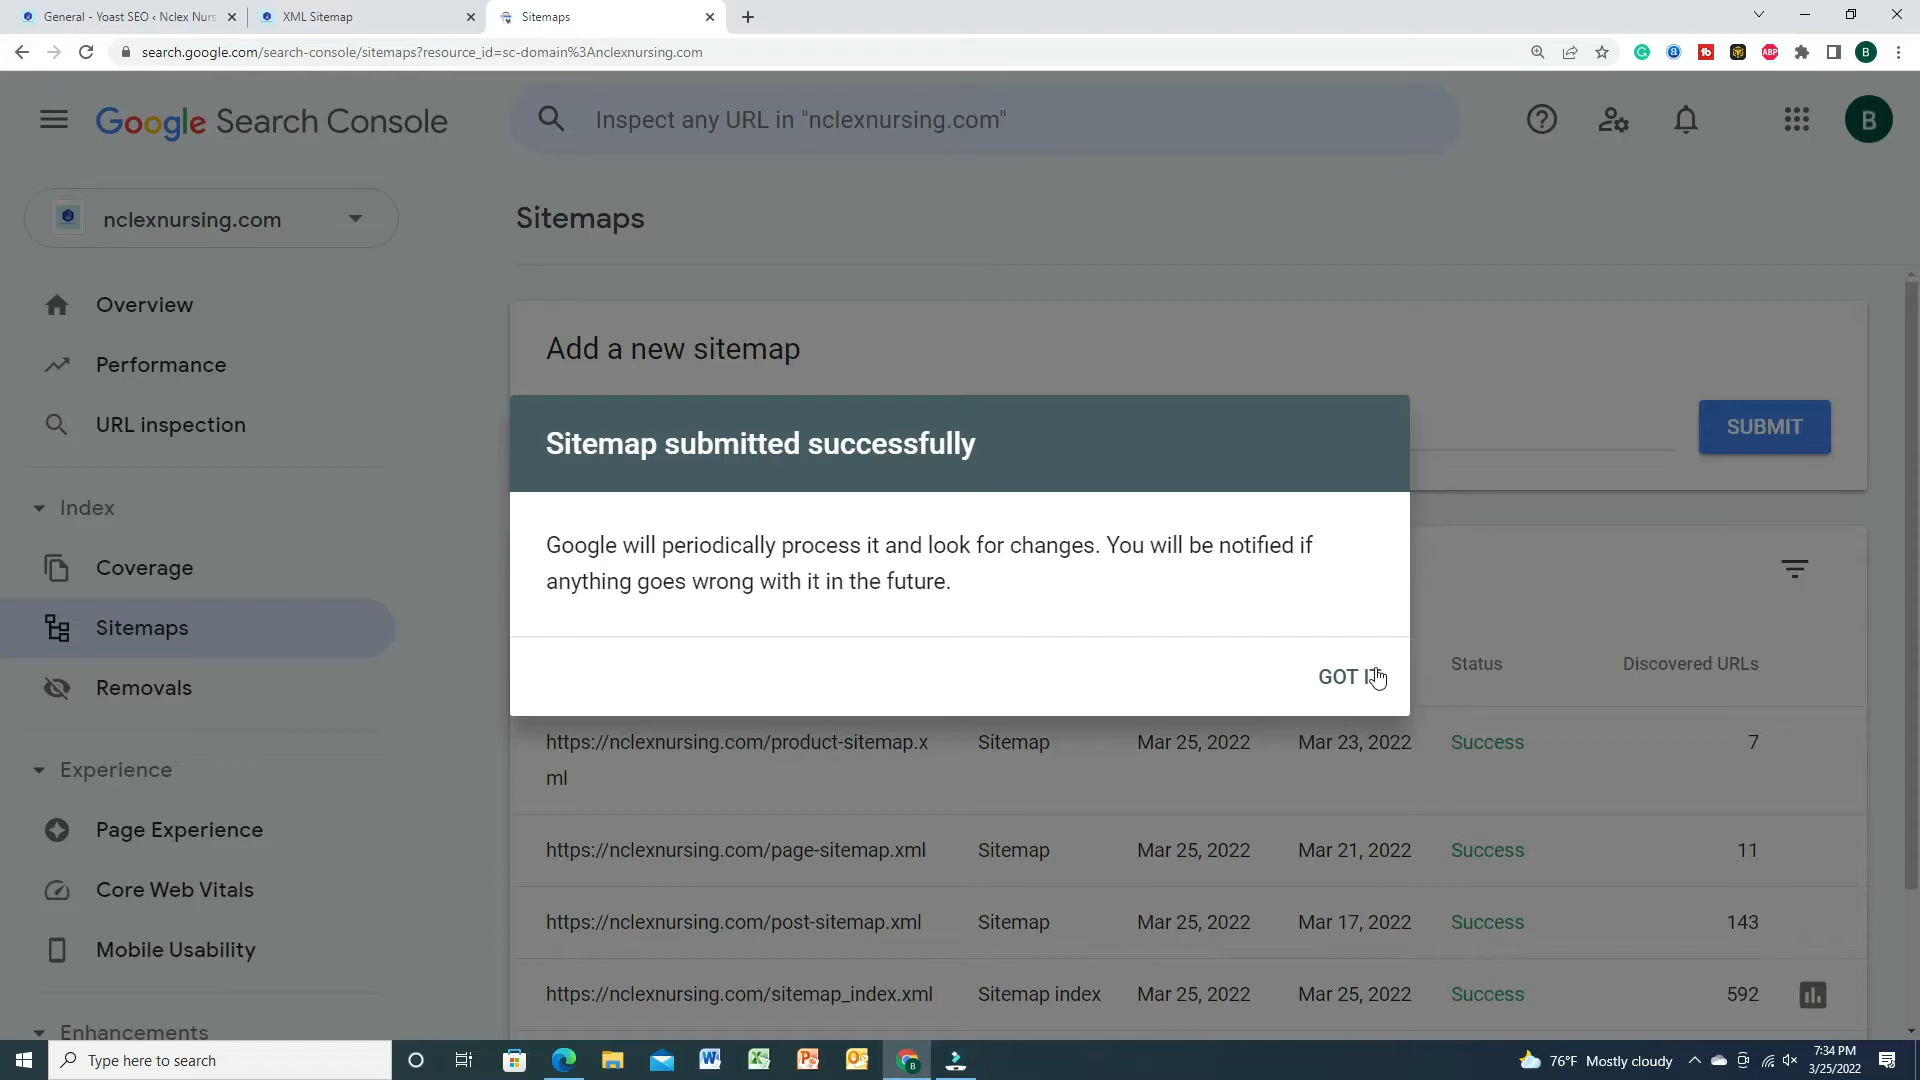 General - Yoast SEO ‹ Nclex Nurs
XML Sitemap
Sitemaps
search.google.com/search-console/sitemaps?resource_id=sc-domain%3Anclexnursing.com
B
Google Search Console
Inspect any URL in "nclexnursing.com"
B
nclexnursing.com
Sitemaps
Overview
Performance
URL inspection
Index
Coverage
Sitemaps
Removals
Experience
Page Experience
Core Web Vitals
Mobile Usability
Enhancements
Add a new sitemap
SUBMIT
Sitemap submitted successfully
Google will periodically process it and look for changes. You will be notified if
anything goes wrong with it in the future.
GOT IT
Status Discovered URLs
https://nclexnursing.com/product-sitemap.x Sitemap Mar 25, 2022 Mar 23, 2022 Success 7
ml
https://nclexnursing.com/page-sitemap.xml Sitemap Mar 25, 2022 Mar 21, 2022 Success 11
https://nclexnursing.com/post-sitemap.xml Sitemap Mar 25, 2022 Mar 17, 2022 Success 143
https://nclexnursing.com/sitemap_index.xml Sitemap index Mar 25, 2022 Mar 25, 2022 Success 592
Type here to search
76°F Mostly cloudy
7:34 PM
3/25/2022